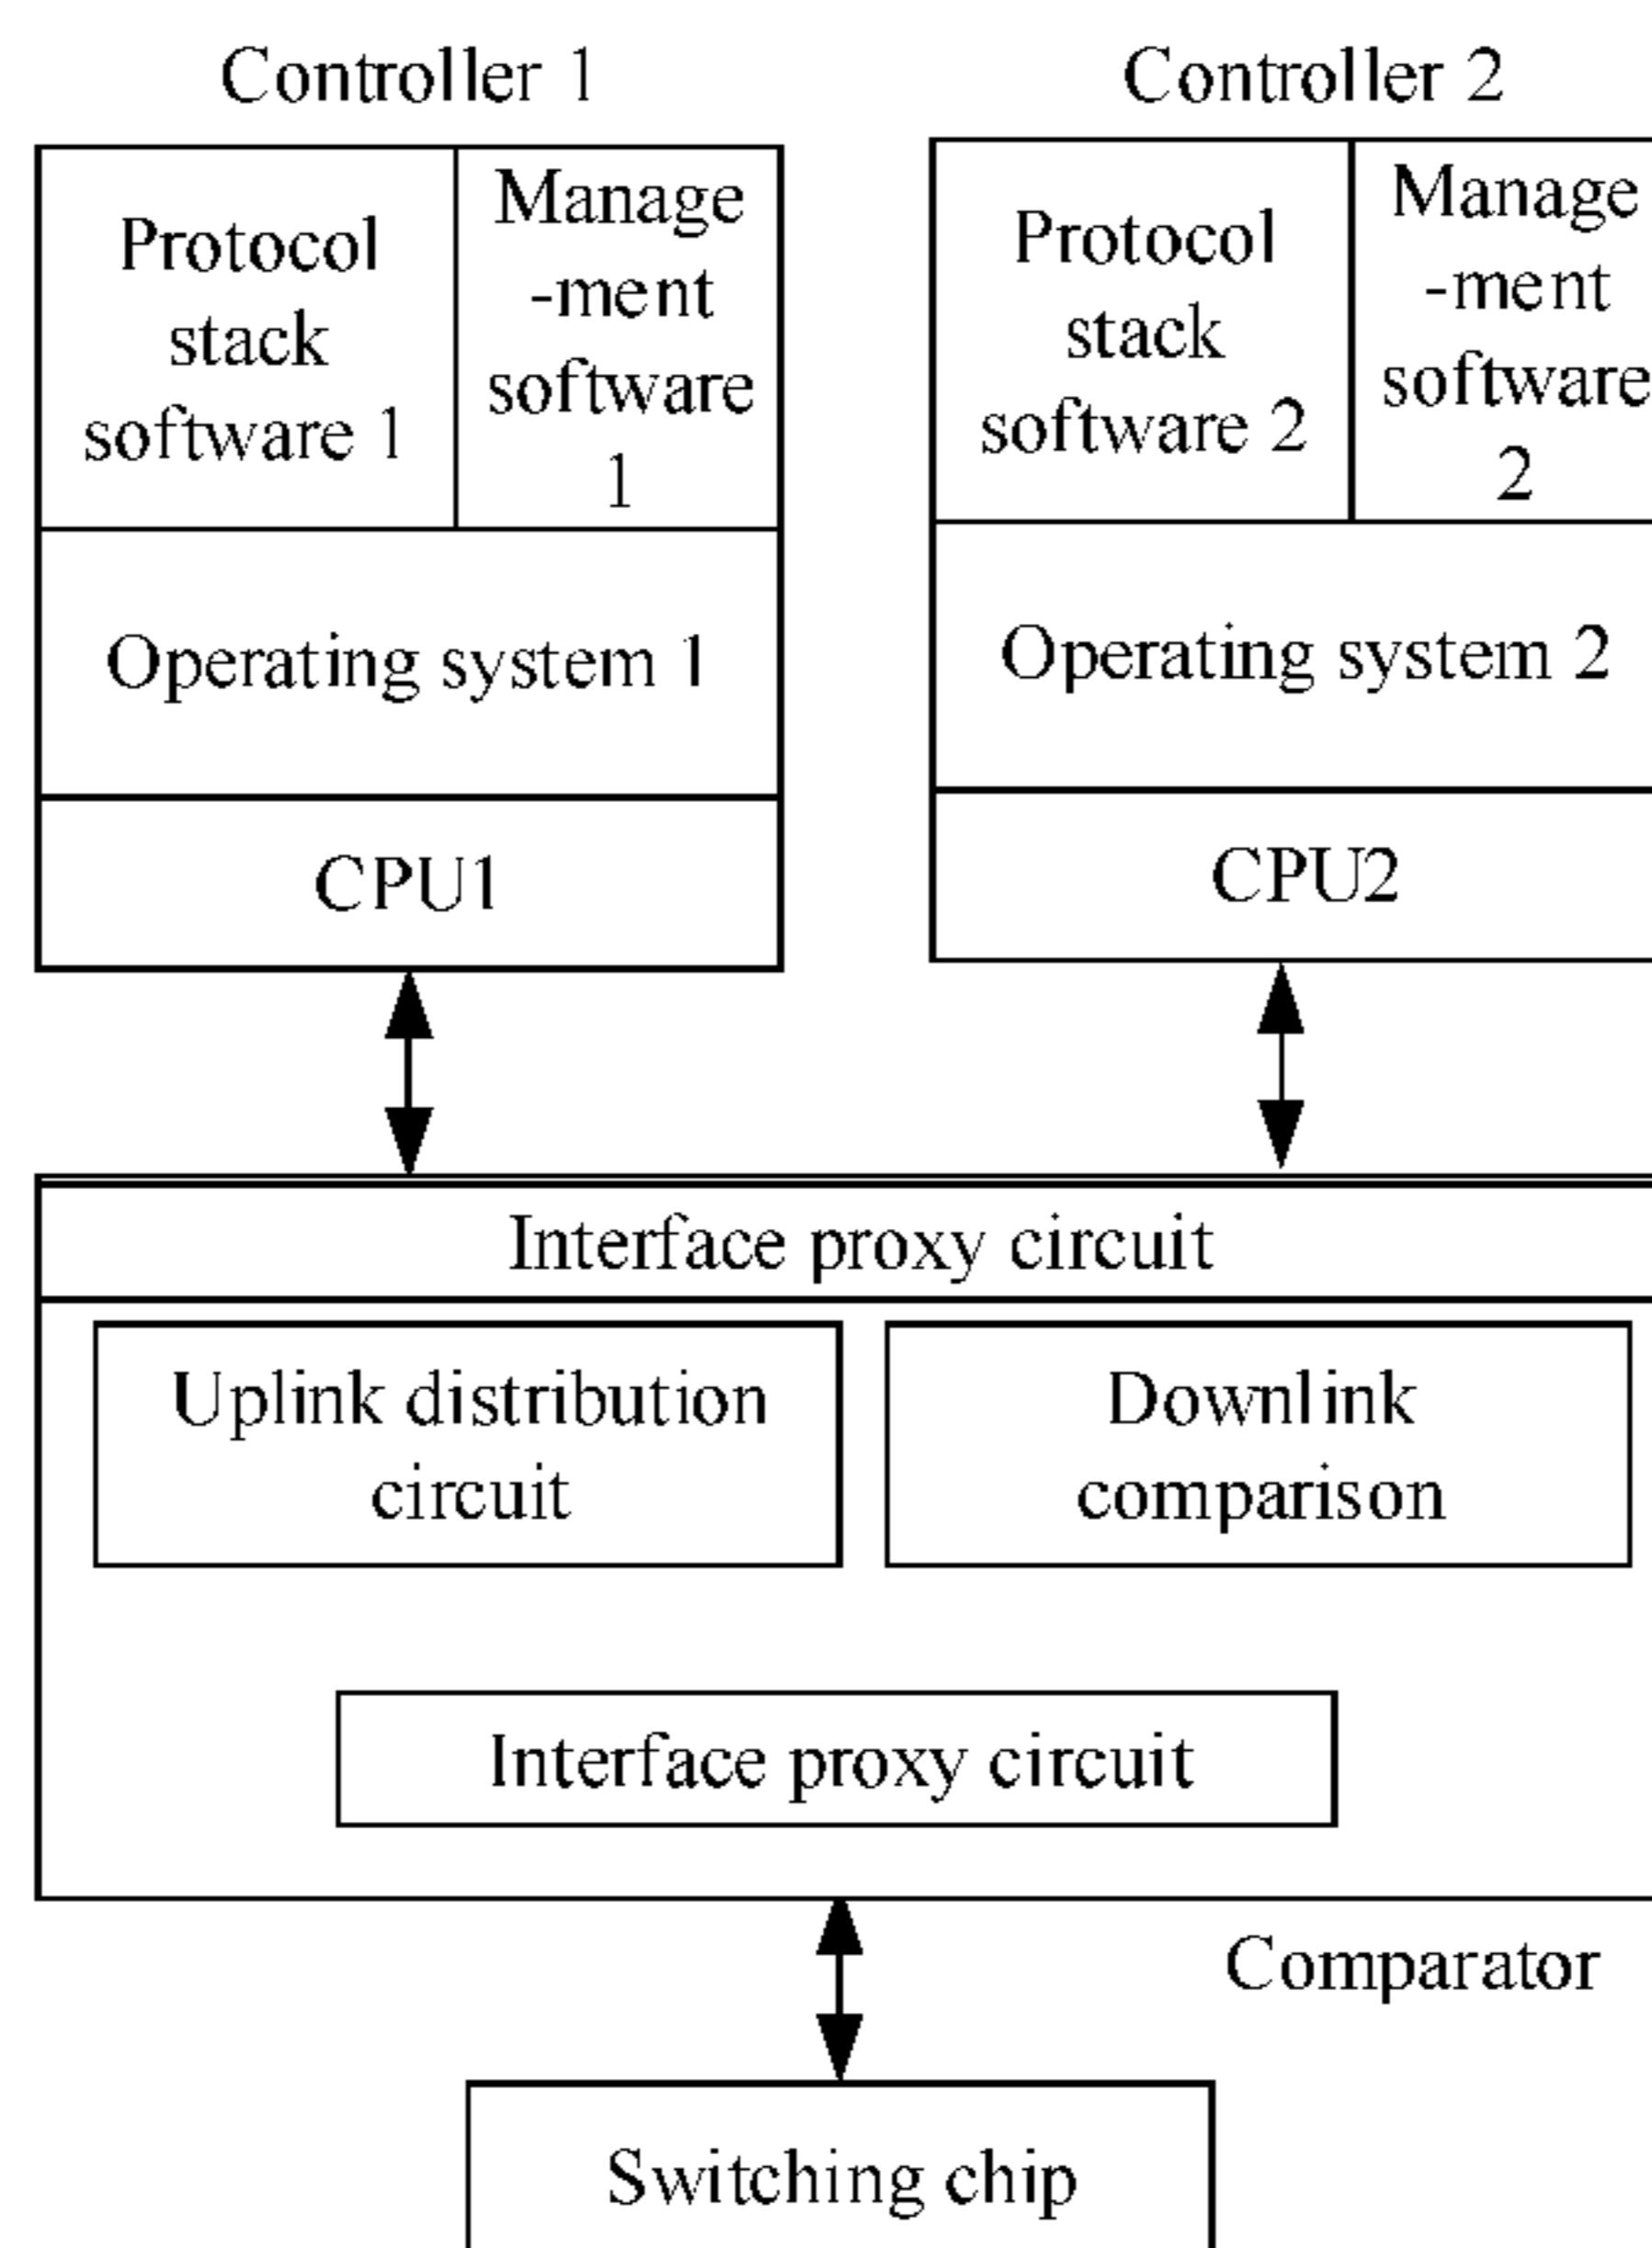 Controller 1
Protocol
stack
software 1
Manage
-ment
software
1
Operating system 1
CPU1
Controller 2
Protocol
stack
software 2
Manage
-ment
software
2
Operating system 2
CPU2
Interface proxy circuit
Uplink distribution
circuit
Downlink
comparison
Interface proxy circuit
Comparator
Switching chip